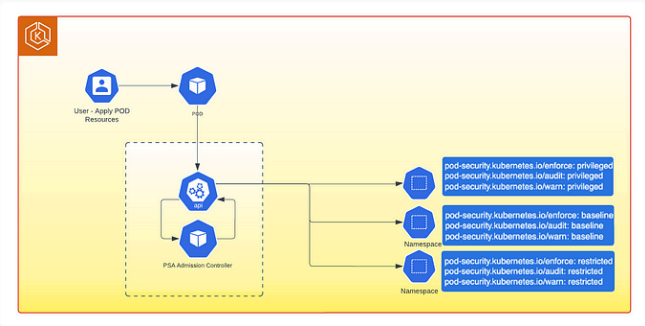 K
User - Apply POD
Resources
POD
api
PSA Admission Controller
pod-security.kubernetes.io/enforce: privileged
pod-security.kubernetes.io/audit: privileged
pod-security.kubernetes.io/warn: privileged
pod-security.kubernetes.io/enforce: baseline
pod-security.kubernetes.io/audit: baseline
pod-security.kubernetes.io/warn: baseline
Namespace
pod-security.kubernetes.io/enforce: restricted
pod-security.kubernetes.io/audit: restricted
pod-security.kubernetes.io/warn: restricted
Namespace